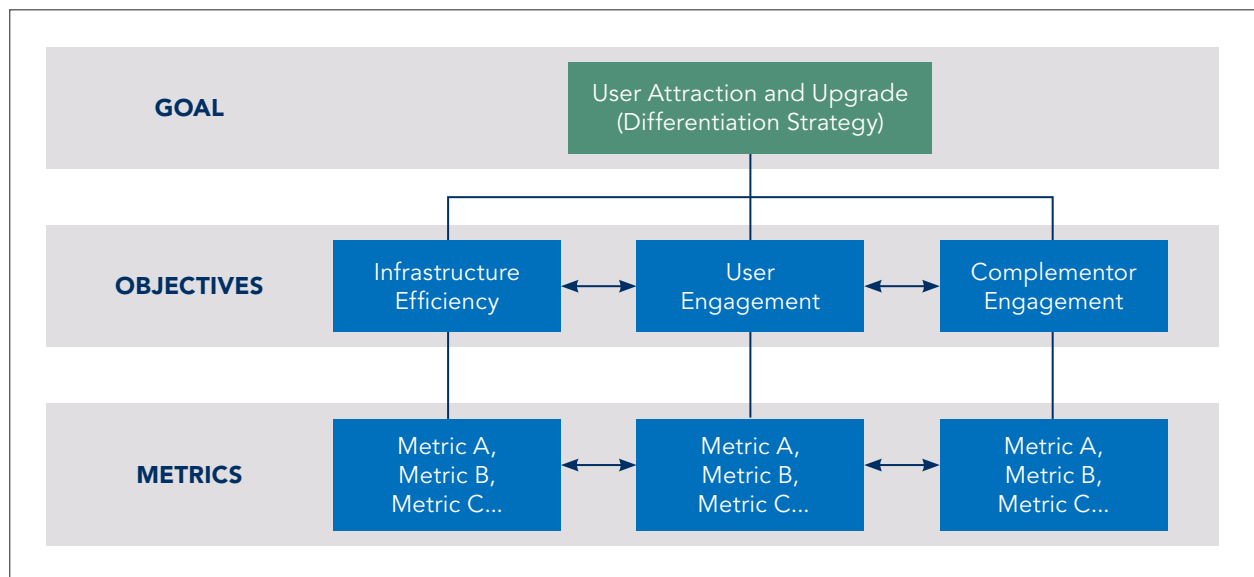 GOAL
User Attraction and Upgrade
(Differentiation Strategy)
OBJECTIVES
Infrastructure
Efficiency
User
Engagement
Complementor
Engagement
METRICS
Metric A,
Metric B,
Metric C...
Metric A,
Metric B,
Metric C...
Metric A,
Metric B,
Metric C...